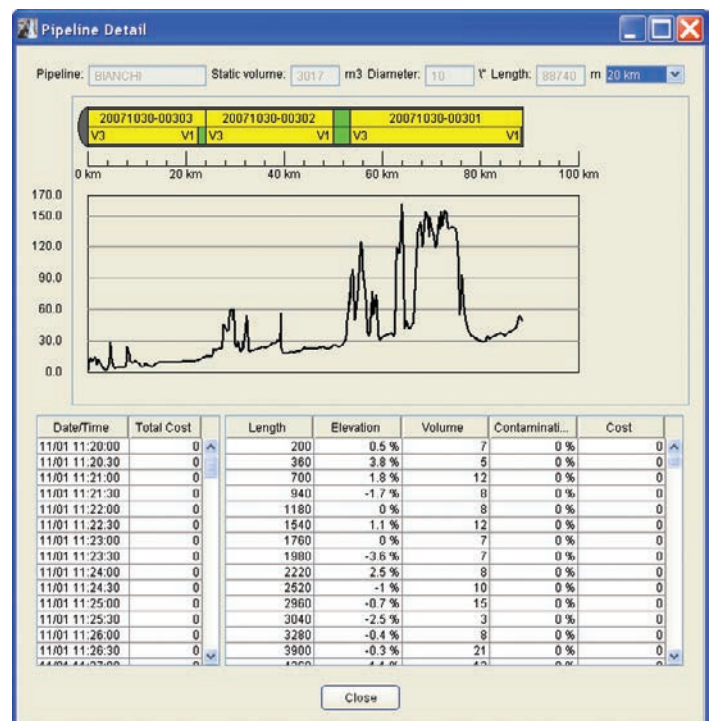 Pipeline Detail
Pipeline: BIANCHI Static volume: 3017 m3 Diameter: 10 \" Length: 88740 m 20 km
20071030-00303 20071030-00302 20071030-00301
V3 V1 V3 V1 V3 V1
0 km 20 km 40 km 60 km 80 km 100 km
170.0
150.0
120.0
90.0
60.0
30.0
0.0
Date/Time Total Cost Length Elevation Volume Contaminati... Cost
11/01 11:20:00 0 200 0.5 % 7 0 % 0
11/01 11:20:30 0 360 3.8 % 5 0 % 0
11/01 11:21:00 0 700 1.8 % 12 0 % 0
11/01 11:21:30 0 940 -1.7 % 8 0 % 0
11/01 11:22:00 0 1180 0 % 8 0 % 0
11/01 11:22:30 0 1540 1.1 % 12 0 % 0
11/01 11:23:00 0 1760 0 % 7 0 % 0
11/01 11:23:30 0 1980 -3.6 % 7 0 % 0
11/01 11:24:00 0 2220 2.5 % 8 0 % 0
11/01 11:24:30 0 2520 -1 % 10 0 % 0
11/01 11:25:00 0 2960 -0.7 % 15 0 % 0
11/01 11:25:30 0 3040 -2.5 % 3 0 % 0
11/01 11:26:00 0 3280 -0.4 % 8 0 % 0
11/01 11:26:30 0 3900 -0.3 % 21 0 % 0
Close